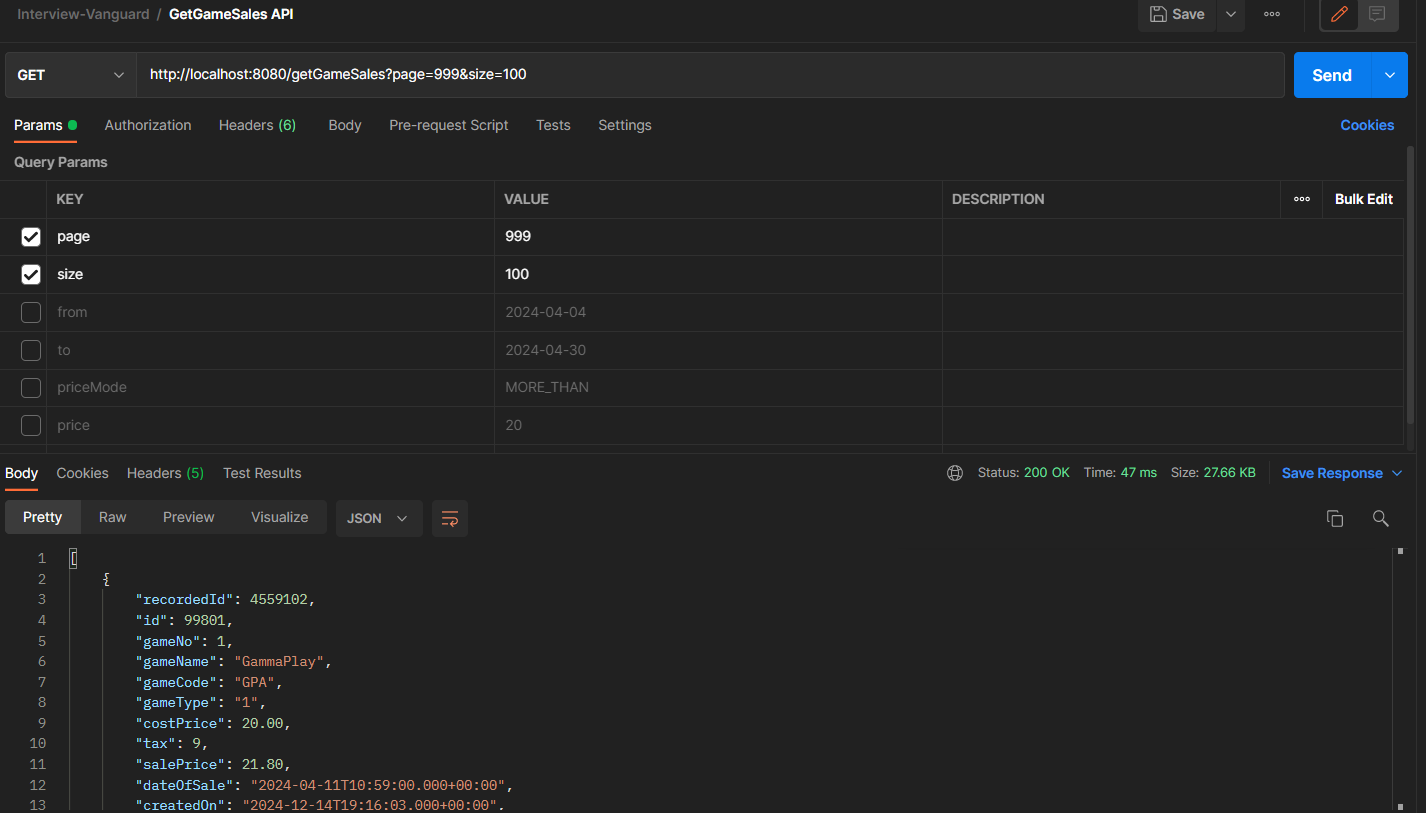 Interview-Vanguard / GetGameSales API
Save
GET http://localhost:8080/getGameSales?page=999&size=100 Send
Params Authorization Headers (6) Body Pre-request Script Tests Settings Cookies
Query Params
KEY VALUE DESCRIPTION Bulk Edit
page 999
size 100
from 2024-04-04
to 2024-04-30
priceMode MORE_THAN
price 20
Body Cookies Headers (5) Test Results Status: 200 OK Time: 47 ms Size: 27.66 KB Save Response
Pretty Raw Preview Visualize JSON
1 [
2 {
3 "recordedId": 4559102,
4 "id": 99801,
5 "gameNo": 1,
6 "gameName": "GammaPlay",
7 "gameCode": "GPA",
8 "gameType": "1",
9 "costPrice": 20.00,
10 "tax": 9,
11 "salePrice": 21.80,
12 "dateOfSale": "2024-04-11T10:59:00.000+00:00",
13 "createdOn": "2024-12-14T19:16:03.000+00:00",